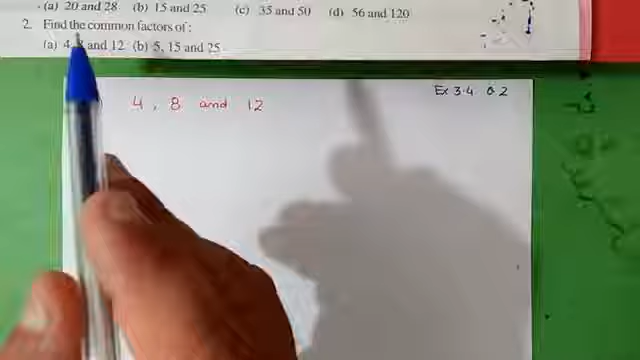 (a) 20 and 28 (b) 15 and 25 (c) 35 and 50 (d) 56 and 120
2. Find the common factors of :
(a) 4, 8 and 12 (b) 5, 15 and 25
Ex 3.4 Q 2
4 , 8 and 12